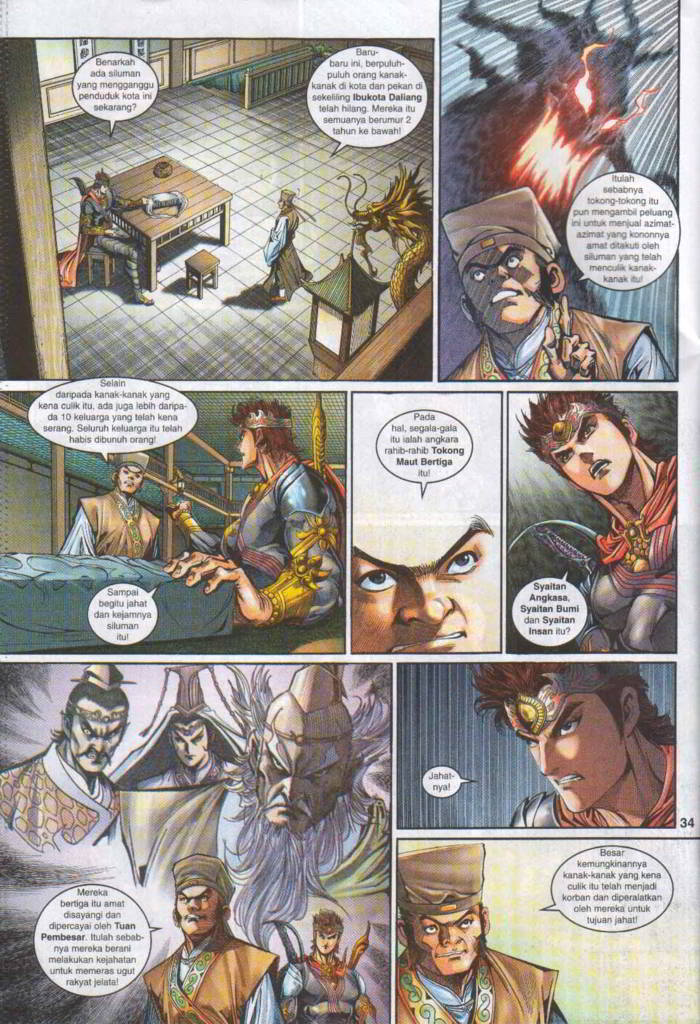 Benarkah
ada siluman
yang mengganggu
penduduk kota ini
sekarang?
Baru-
baru ini, berpuluh-
puluh orang kanak-
kanak di kota dan pekan di
sekeliling Ibukota Daliang
telah hilang. Mereka itu
semuanya berumur 2
tahun ke bawah!
Itulah
sebabnya
tokong-tokong itu
pun mengambil peluang
ini untuk menjual azimat-
azimat yang kononnya
amat ditakuti oleh
siluman yang telah
menculik kanak-
kanak itu!
Selain
daripada kanak-kanak yang
kena culik itu, ada juga lebih daripa-
da 10 keluarga yang telah kena
serang. Seluruh keluarga itu telah
habis dibunuh orang!
Sampai
begitu jahat
dan kejamnya
siluman
itu!
Pada
hal, segala-gala
itu ialah angkara
rahib-rahib Tokong
Maut Bertiga
itu!
Syaitan
Angkasa,
Syaitan Bumi
dan Syaitan
Insan itu?
Mereka
bertiga itu amat
disayangi dan
dipercayai oleh Tuan
Pembesar. Itulah sebab-
nya mereka berani
melakukan kejahatan
untuk memeras ugut
rakyat jelata!
Jahat-
nya!
34
Besar
kemungkinannya
kanak-kanak yang kena
culik itu telah menjadi
korban dan diperalatkan
oleh mereka untuk
tujuan jahat!